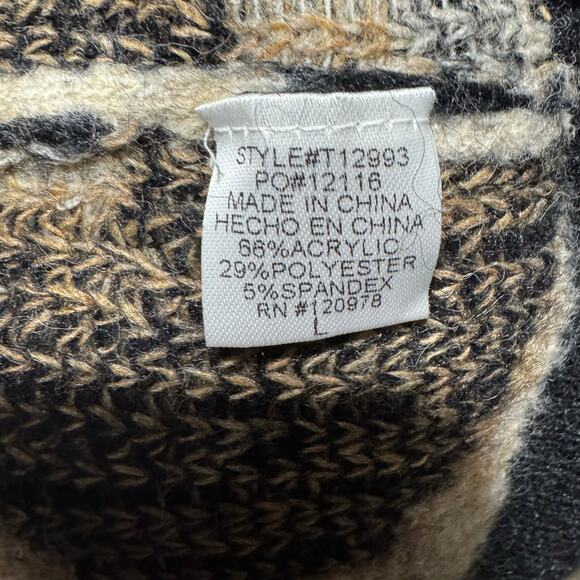 STYLE#T12993
PO#12116
MADE IN CHINA
HECHO EN CHINA
66%ACRYLIC
29%POLYESTER
5%SPANDEX
RN #120978
L